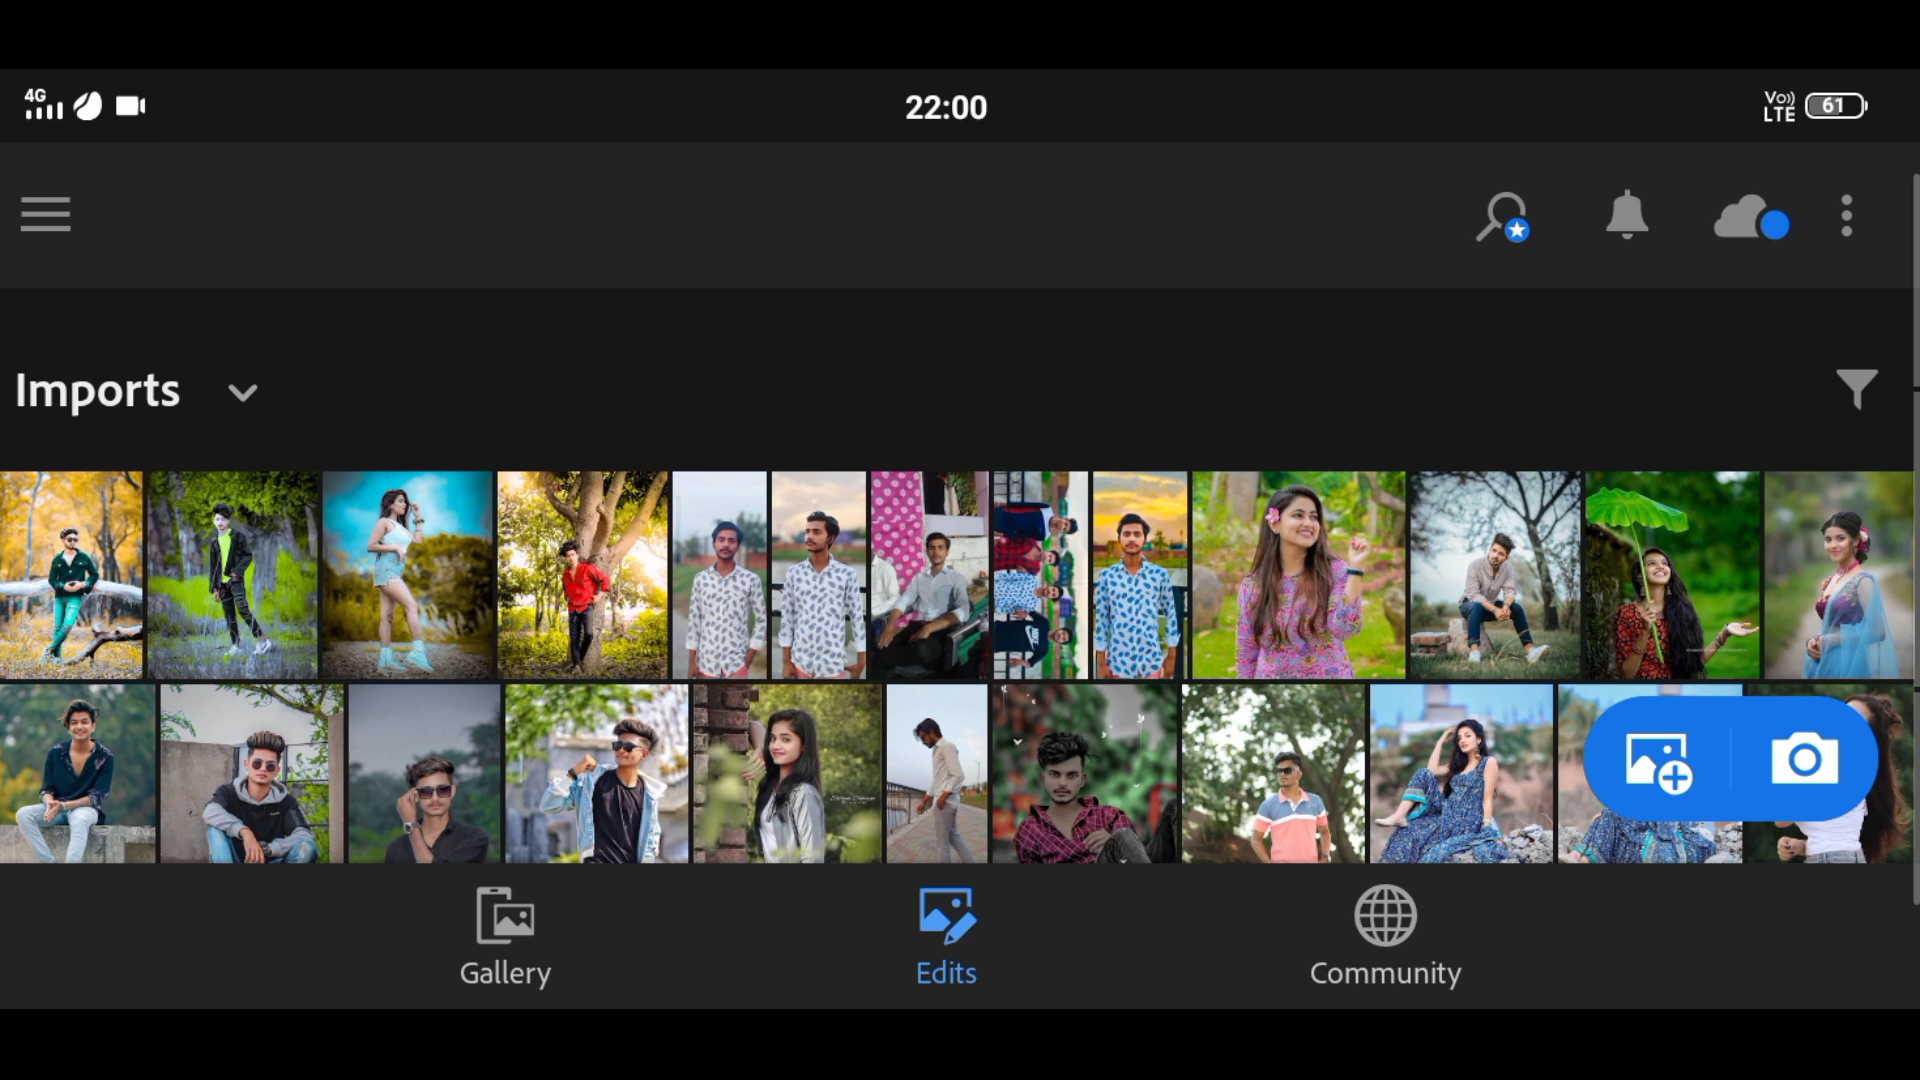 4G
22:00
Vo)) LTE
61
Imports
Gallery
Edits
Community